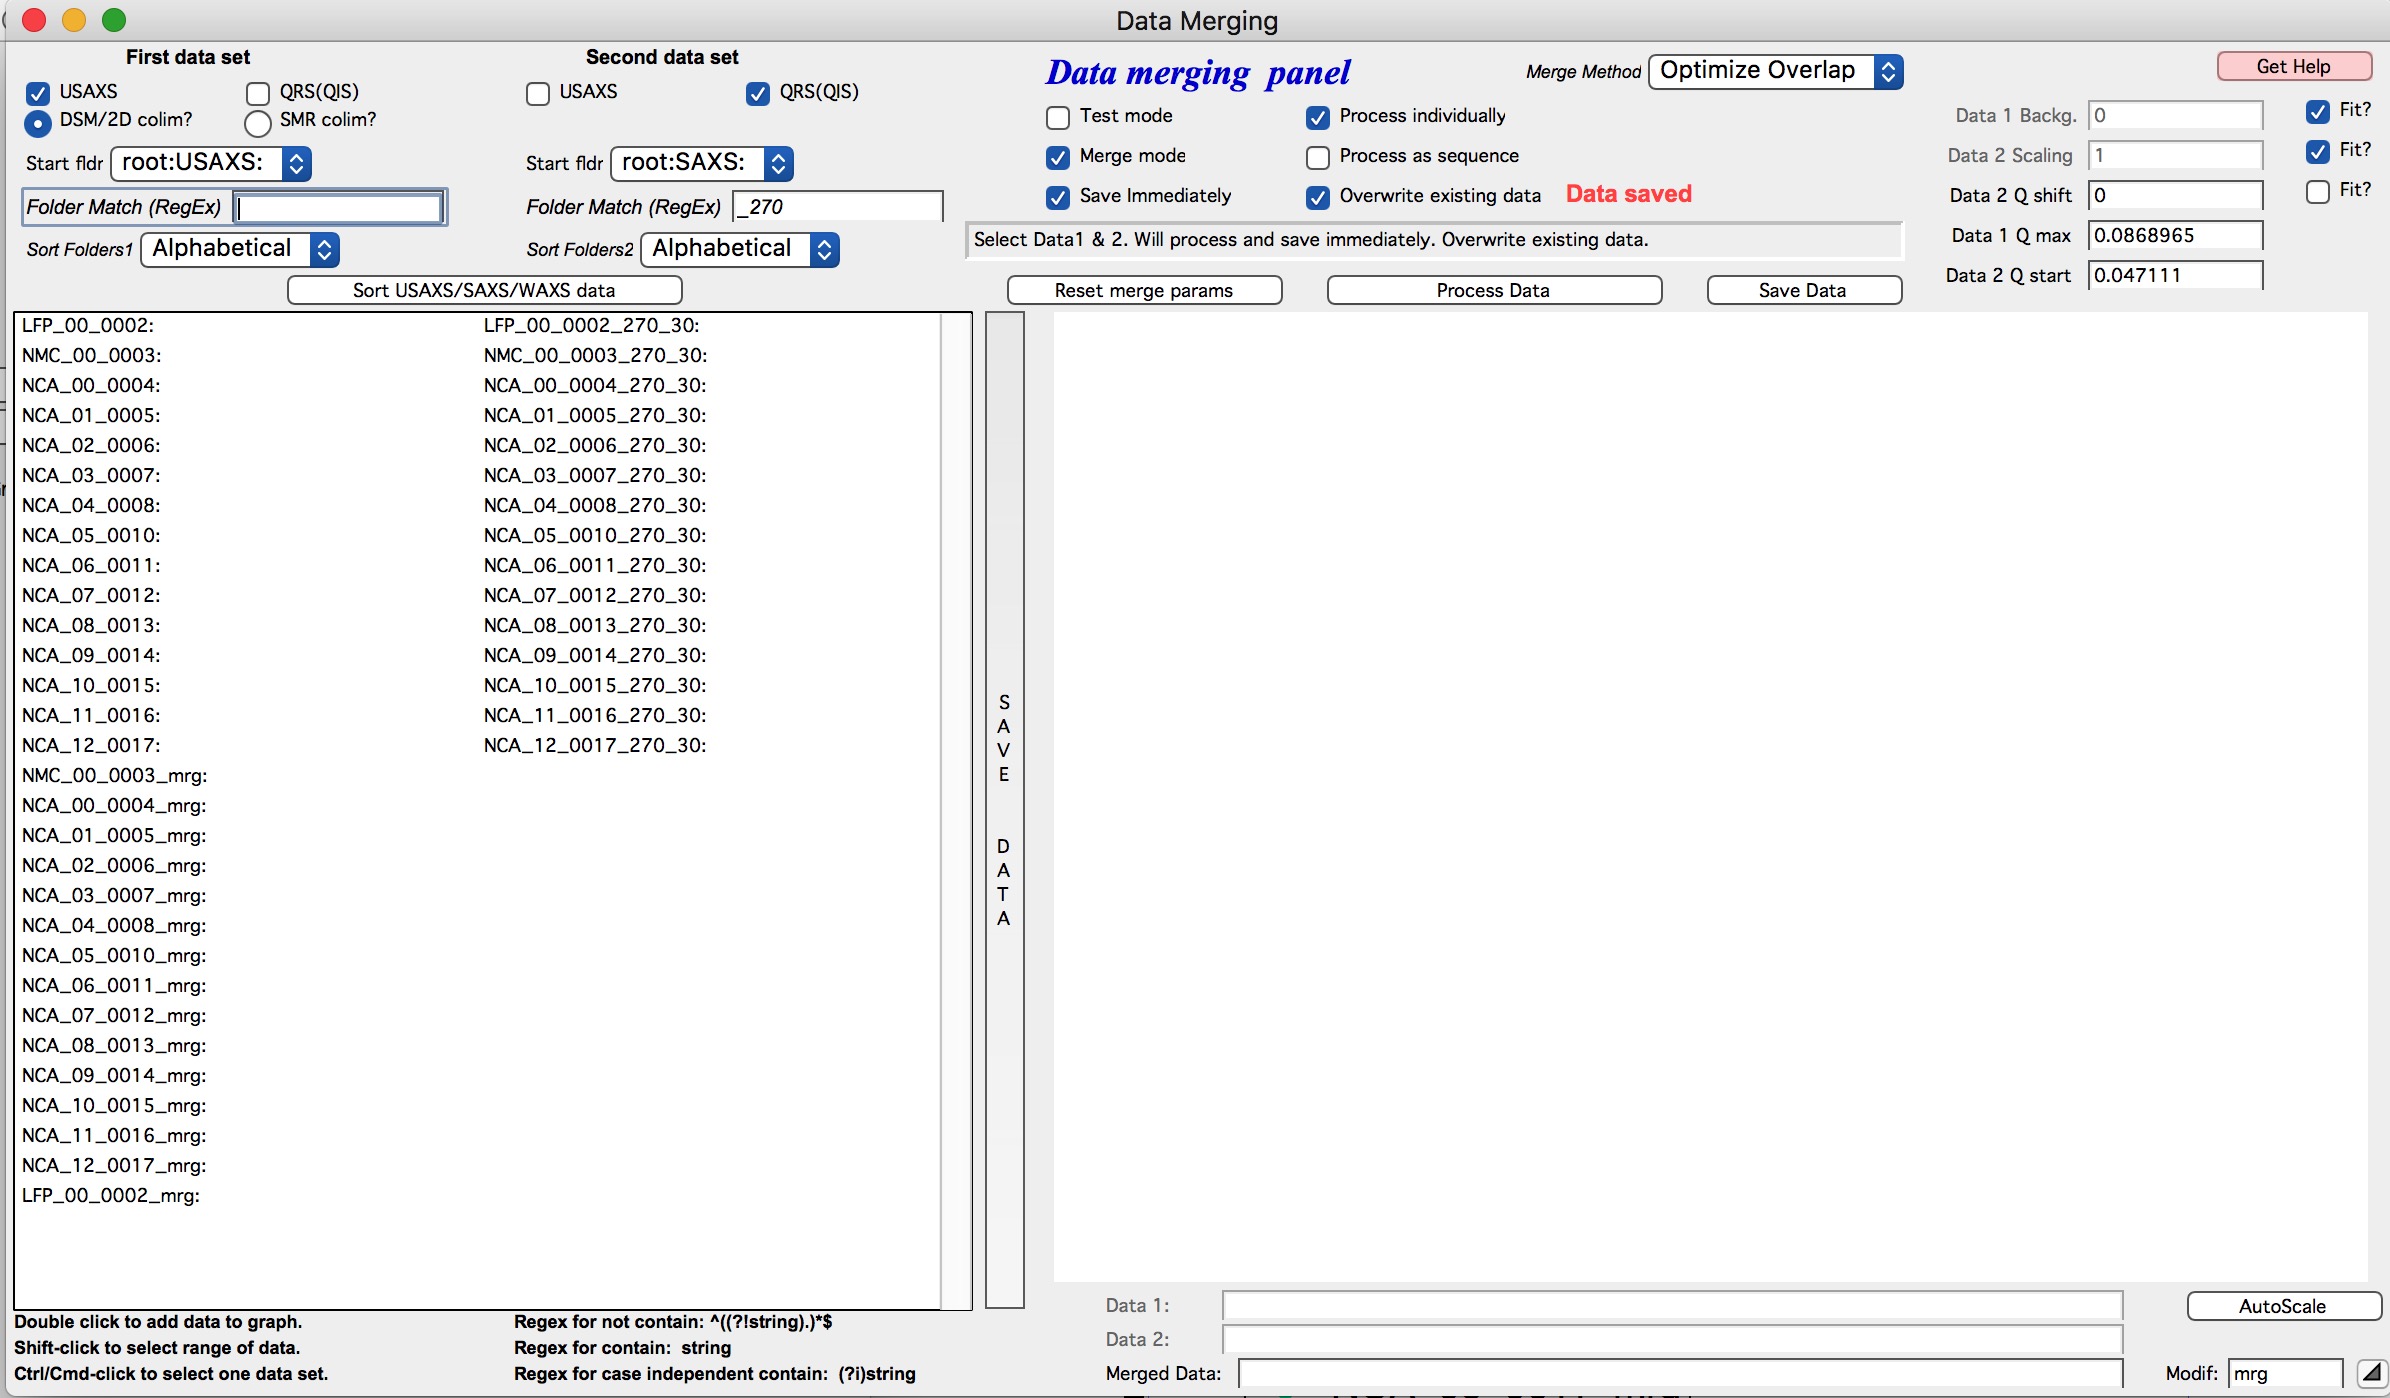 Data Merging
First data set
Second data set
USAXS
QRS(QIS)
USAXS
QRS(QIS)
DSM/2D colim?
SMR colim?
Start fldr root:USAXS:
Start fldr root:SAXS:
Folder Match (RegEx)
Folder Match (RegEx) _270
Sort Folders1 Alphabetical
Sort Folders2 Alphabetical
Sort USAXS/SAXS/WAXS data
Data merging panel
Merge Method Optimize Overlap
Get Help
Test mode
Process individually
Merge mode
Process as sequence
Save Immediately
Overwrite existing data
Data saved
Select Data1 & 2. Will process and save immediately. Overwrite existing data.
Reset merge params
Process Data
Save Data
Data 1 Backg. 0
Fit?
Data 2 Scaling 1
Fit?
Data 2 Q shift 0
Fit?
Data 1 Q max 0.0868965
Data 2 Q start 0.047111
LFP_00_0002: LFP_00_0002_270_30:
NMC_00_0003: NMC_00_0003_270_30:
NCA_00_0004: NCA_00_0004_270_30:
NCA_01_0005: NCA_01_0005_270_30:
NCA_02_0006: NCA_02_0006_270_30:
NCA_03_0007: NCA_03_0007_270_30:
NCA_04_0008: NCA_04_0008_270_30:
NCA_05_0010: NCA_05_0010_270_30:
NCA_06_0011: NCA_06_0011_270_30:
NCA_07_0012: NCA_07_0012_270_30:
NCA_08_0013: NCA_08_0013_270_30:
NCA_09_0014: NCA_09_0014_270_30:
NCA_10_0015: NCA_10_0015_270_30:
NCA_11_0016: NCA_11_0016_270_30:
NCA_12_0017: NCA_12_0017_270_30:
NMC_00_0003_mrg:
NCA_00_0004_mrg:
NCA_01_0005_mrg:
NCA_02_0006_mrg:
NCA_03_0007_mrg:
NCA_04_0008_mrg:
NCA_05_0010_mrg:
NCA_06_0011_mrg:
NCA_07_0012_mrg:
NCA_08_0013_mrg:
NCA_09_0014_mrg:
NCA_10_0015_mrg:
NCA_11_0016_mrg:
NCA_12_0017_mrg:
LFP_00_0002_mrg:
SAVE DATA
Double click to add data to graph.
Shift-click to select range of data.
Ctrl/Cmd-click to select one data set.
Regex for not contain: ^((?!string).)*$
Regex for contain: string
Regex for case independent contain: (?i)string
Data 1:
Data 2:
Merged Data:
AutoScale
Modif: mrg